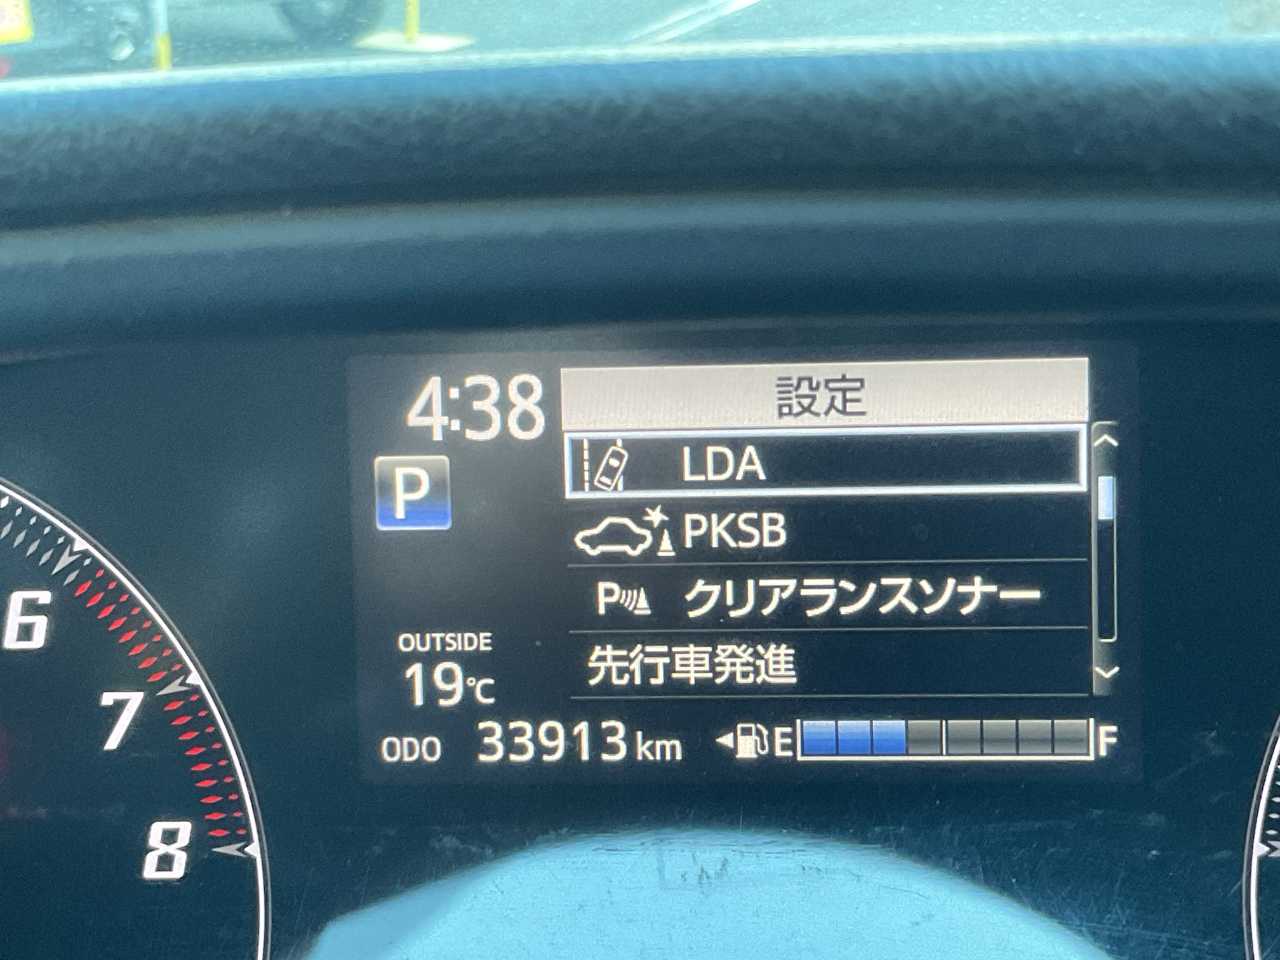 4:38
設定
LDA
P
PKSB
P クリアランスソナー
先行車発進
OUTSIDE
19℃
ODO 33913 km
E F
6
7
8